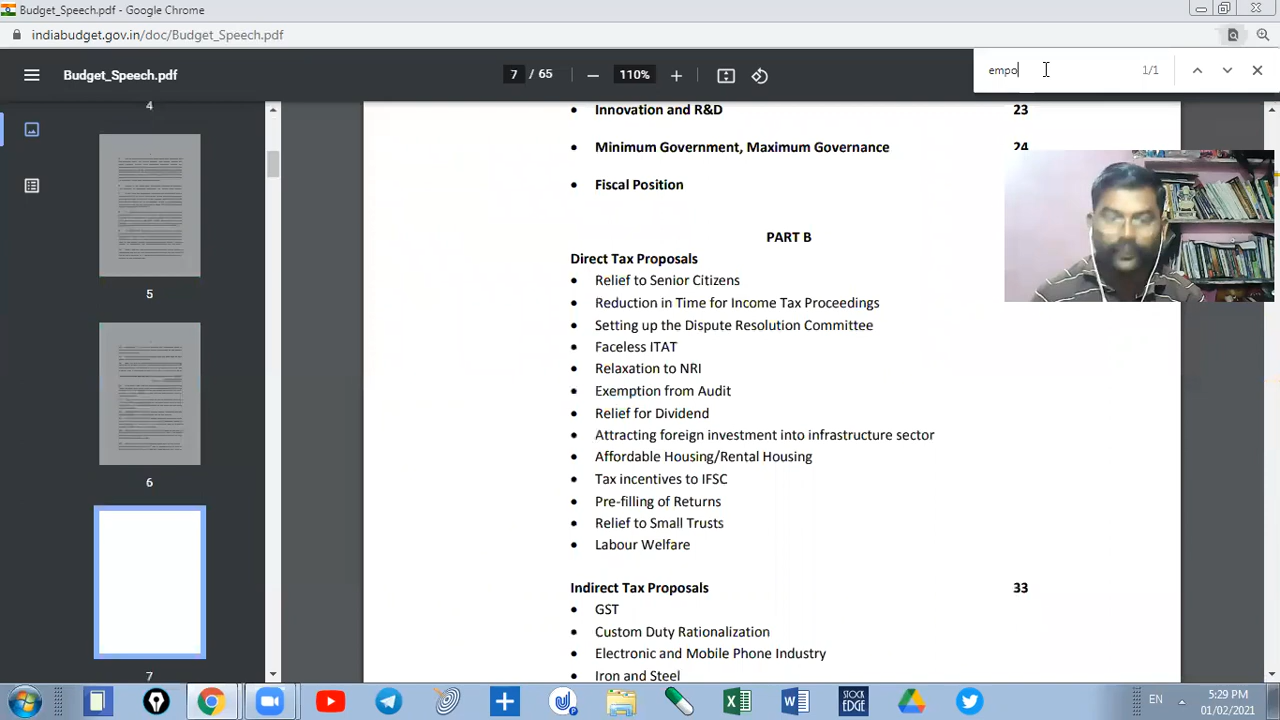 Budget_Speech.pdf - Google Chrome
indiabudget.gov.in/doc/Budget_Speech.pdf
Budget_Speech.pdf
7 / 65
110%
empo
1/1
4
5
6
7
• Innovation and R&D 23
• Minimum Government, Maximum Governance 24
• Fiscal Position
PART B
Direct Tax Proposals
• Relief to Senior Citizens
• Reduction in Time for Income Tax Proceedings
• Setting up the Dispute Resolution Committee
• Faceless ITAT
• Relaxation to NRI
• Exemption from Audit
• Relief for Dividend
• Attracting foreign investment into infrastructure sector
• Affordable Housing/Rental Housing
• Tax incentives to IFSC
• Pre-filling of Returns
• Relief to Small Trusts
• Labour Welfare
Indirect Tax Proposals 33
• GST
• Custom Duty Rationalization
• Electronic and Mobile Phone Industry
• Iron and Steel
STOCK
EDGE
EN
5:29 PM
01/02/2021